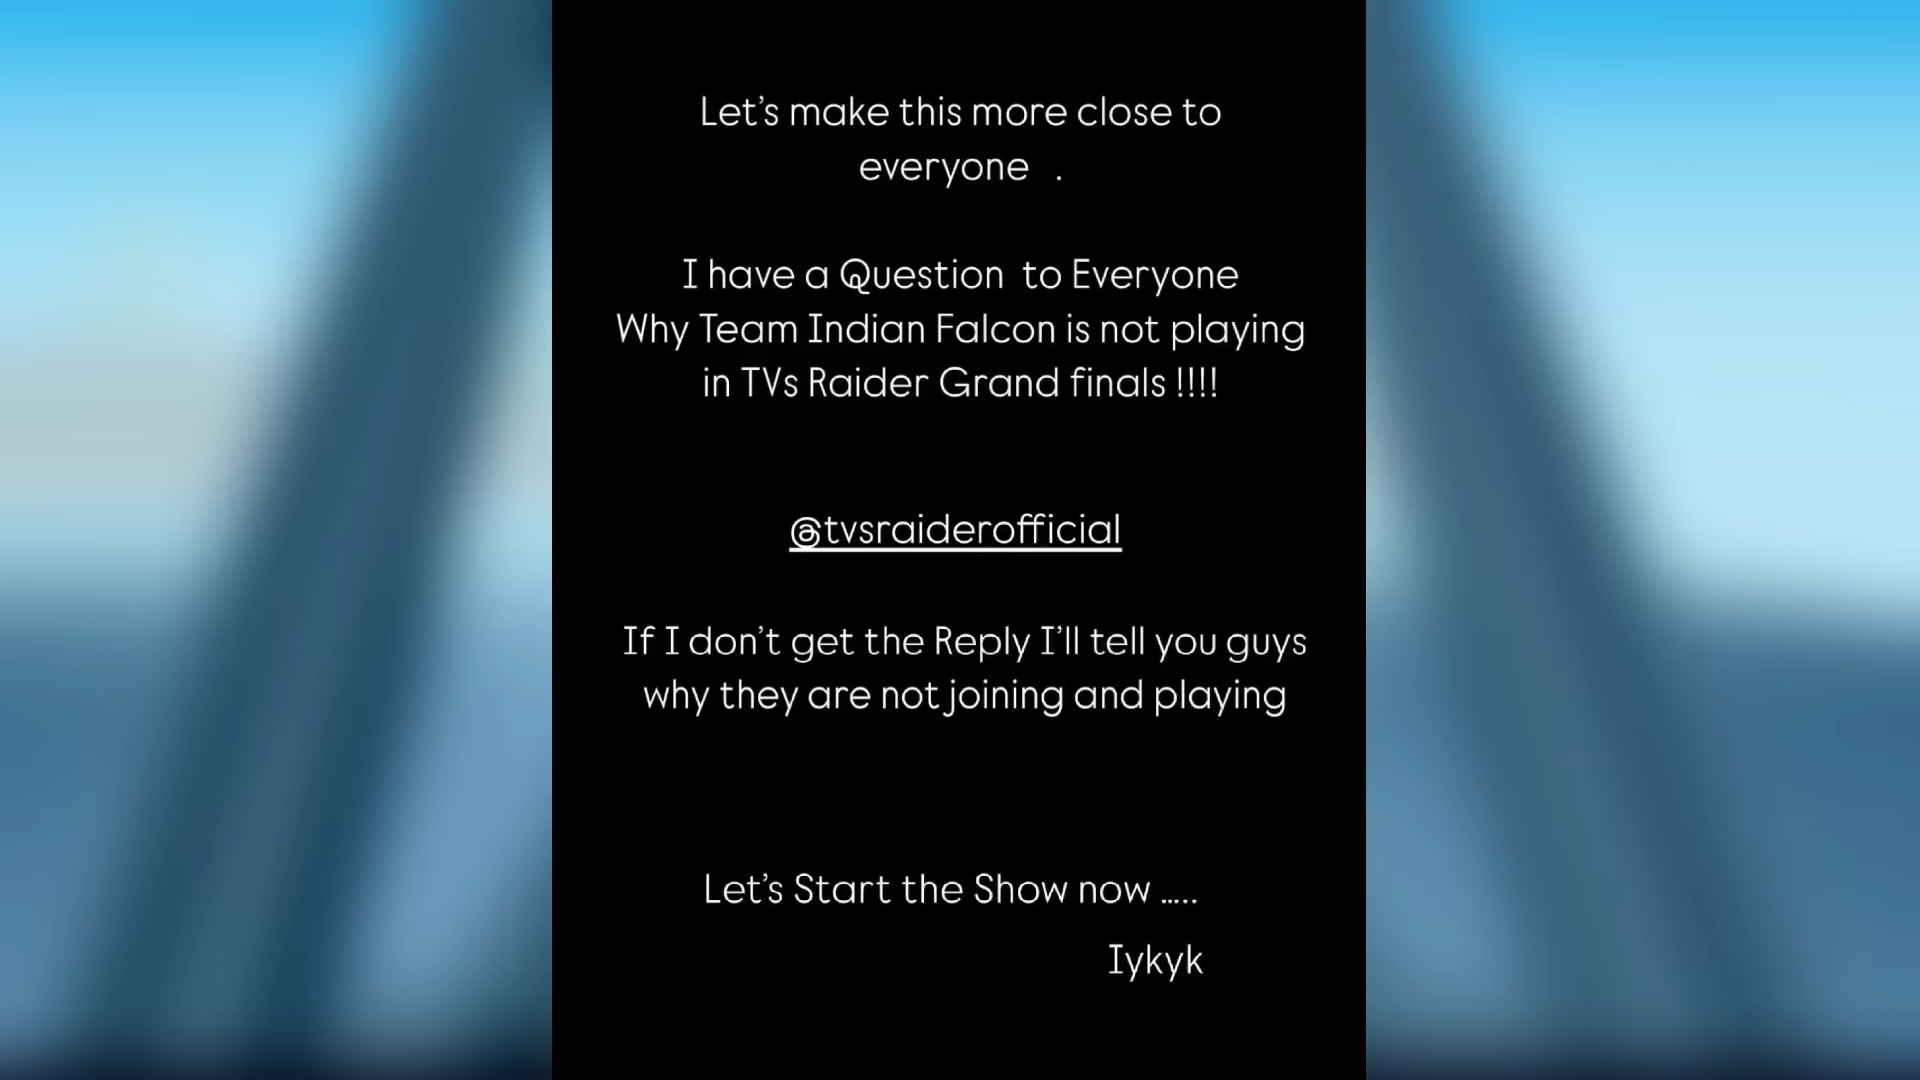 Let's make this more close to
everyone .
I have a Question to Everyone
Why Team Indian Falcon is not playing
in TVs Raider Grand finals !!!!
@tvsraiderofficial
If I don't get the Reply I'll tell you guys
why they are not joining and playing
Let's Start the Show now .....
Iykyk